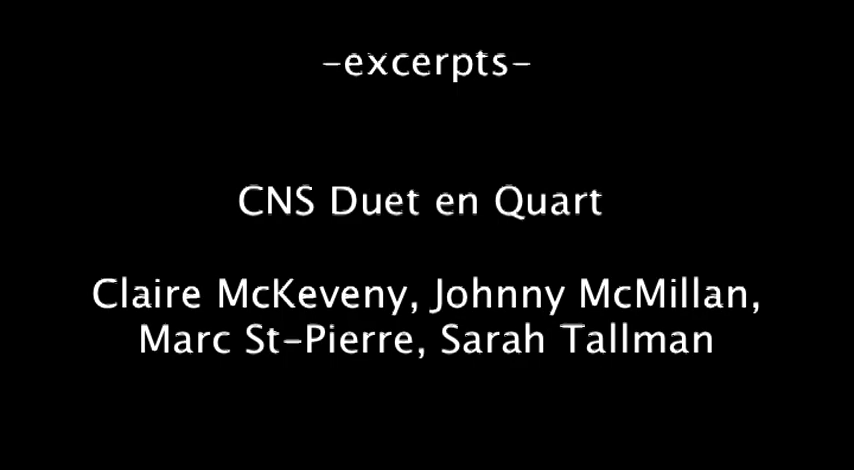 -excerpts-
CNS Duet en Quart
Claire McKeveny, Johnny McMillan,
Marc St-Pierre, Sarah Tallman